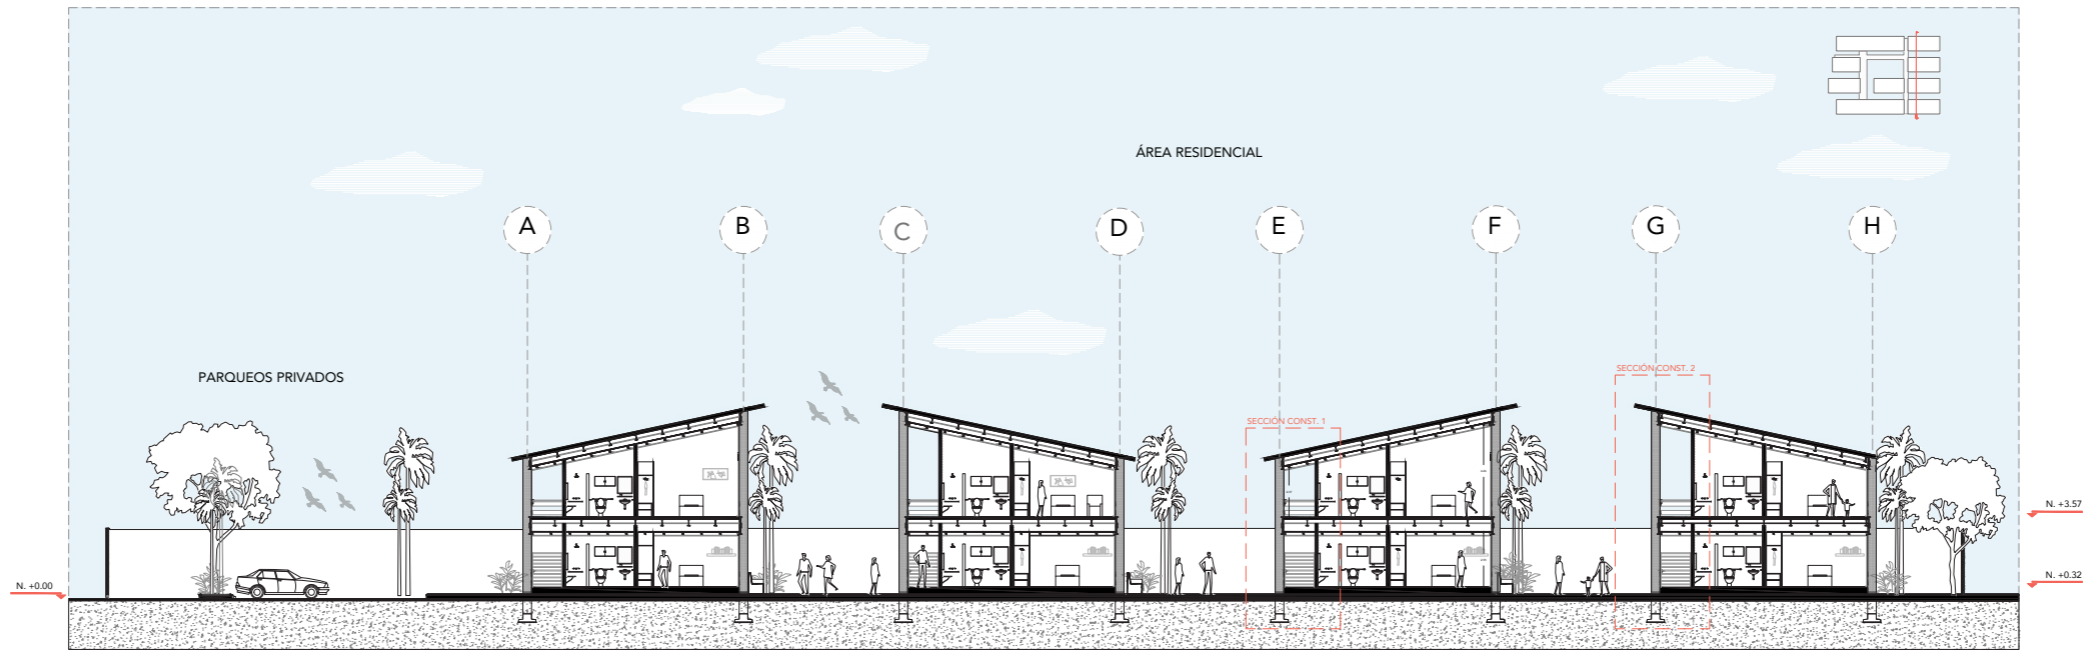 ÁREA RESIDENCIAL
A
B
C
D
E
F
G
H
PARQUEOS PRIVADOS
SECCIÓN CONST. 2
SECCIÓN CONST. 1
N. +3.57
N. +0.00
N. +0.32